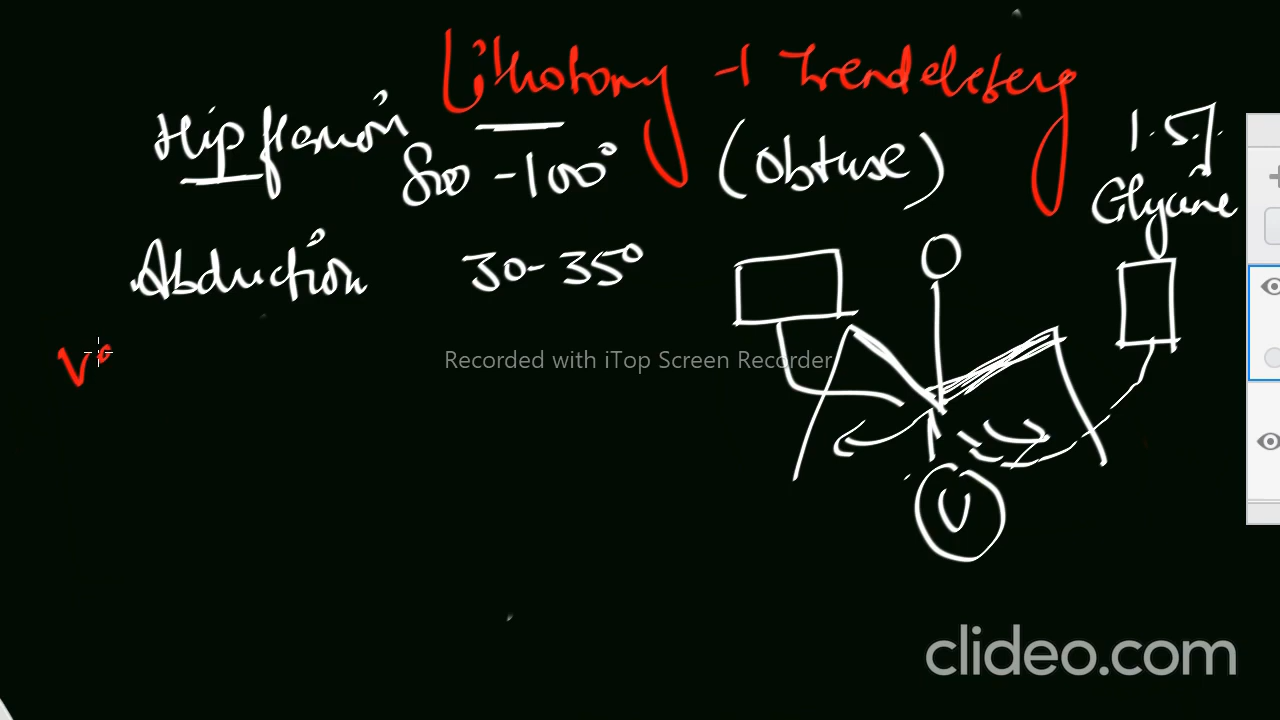 Lithotomy + Trendelsberg
Hip flexion
80 - 100° (Obtuse)
1.5%
Glycine
Abduction 30 - 35°
Recorded with iTop Screen Recorder
V
clideo.com